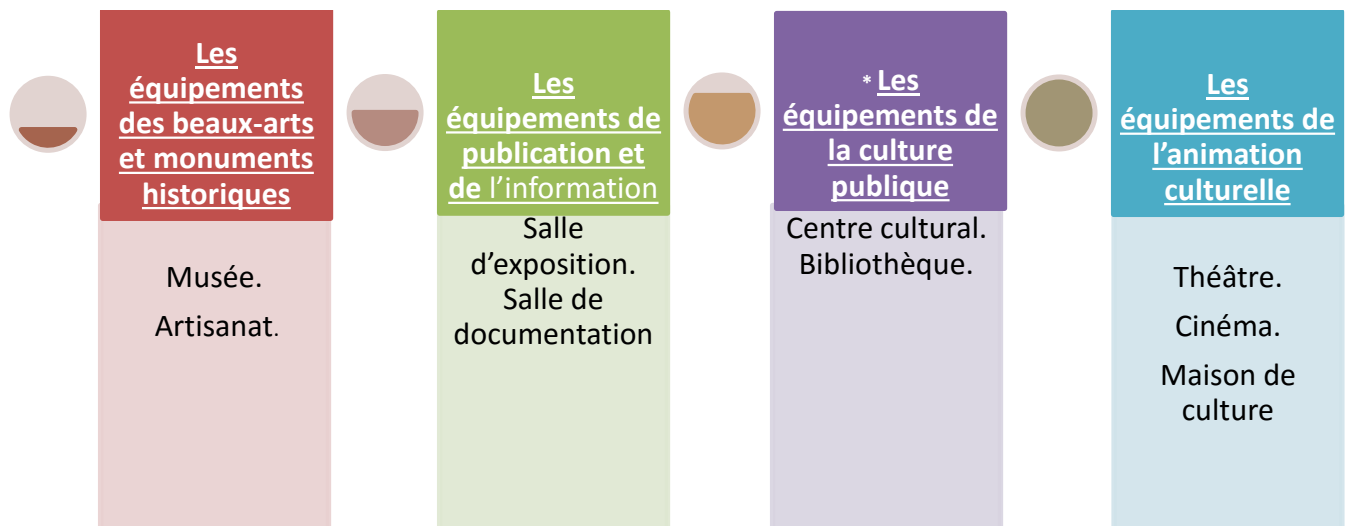 Les
équipements
des beaux-arts
et monuments
historiques
Musée.
Artisanat.
Les
équipements de
publication et
de l’information
Salle
d’exposition.
Salle de
documentation
* Les
équipements de
la culture
publique
Centre cultural.
Bibliothèque.
Les
équipements de
l’animation
culturelle
Théâtre.
Cinéma.
Maison de
culture